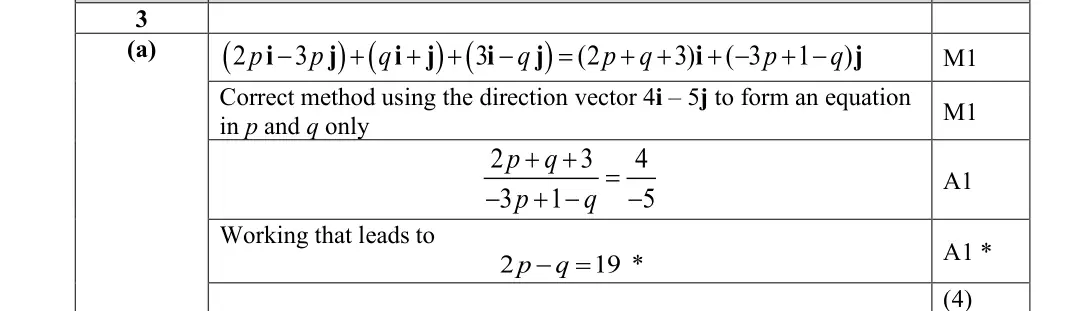 3
(a)
(2pi−3pj)+(qi+j)+(3i−qj)=(2p+q+3)i+(−3p+1−q)j
M1
Correct method using the direction vector 4i – 5j to form an equation
in p and q only
M1
(2p+q+3)/(−3p+1−q) = 4/(−5)
A1
Working that leads to
2p−q=19 *
A1 *
(4)